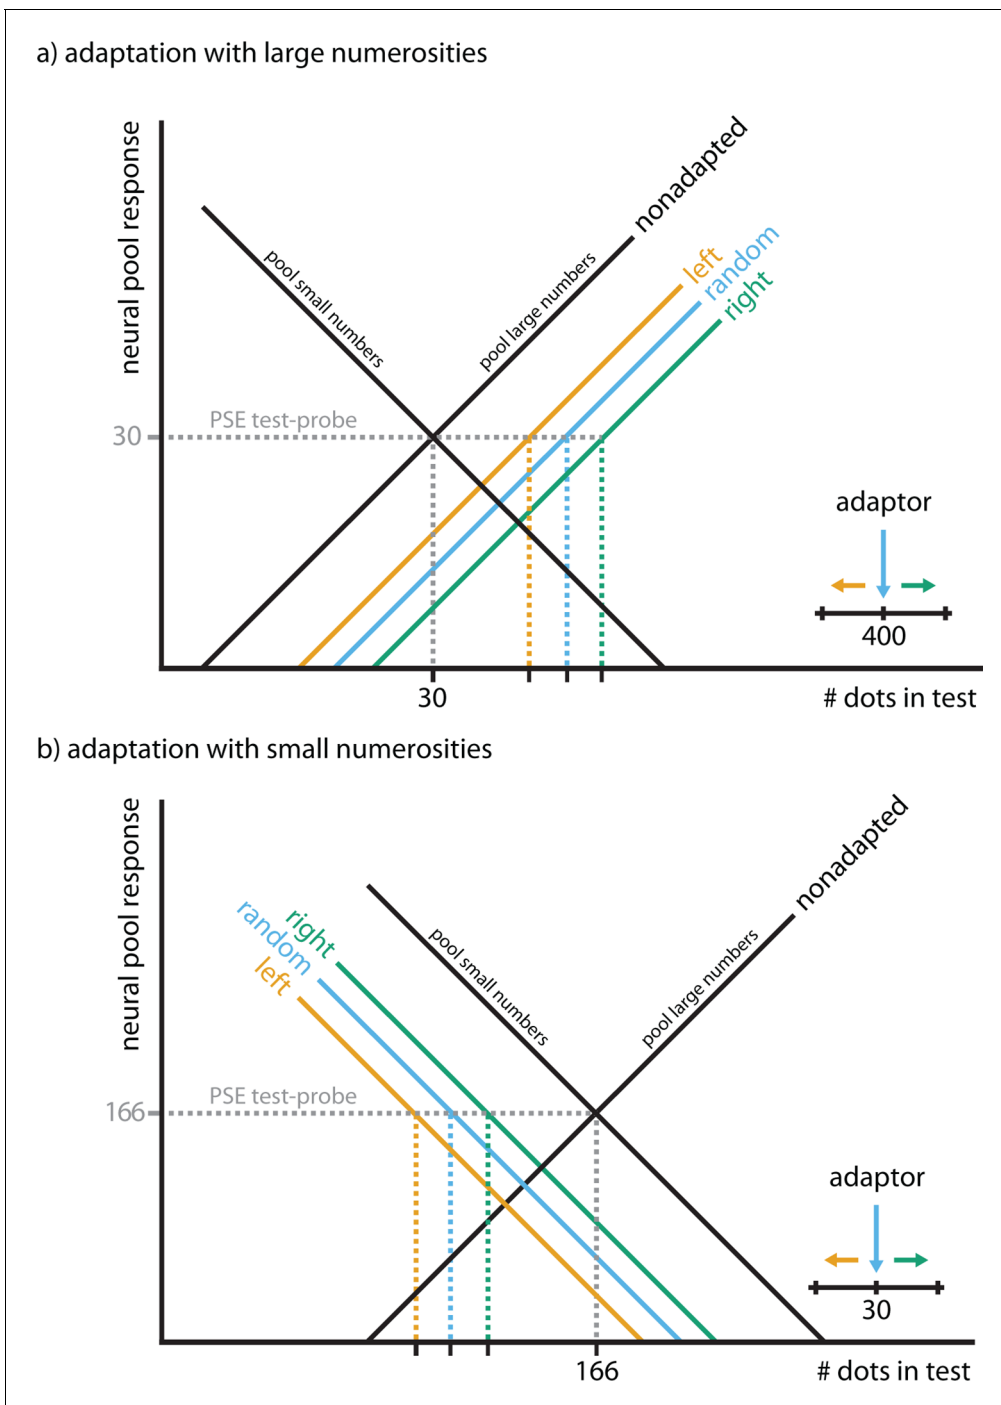 a) adaptation with large numerosities
neural pool response
nonadapted
pool small numbers
pool large numbers
left
random
right
PSE test-probe
30
adaptor
400
30
# dots in test
b) adaptation with small numerosities
neural pool response
nonadapted
right
random
left
pool small numbers
pool large numbers
PSE test-probe
166
adaptor
30
166
# dots in test